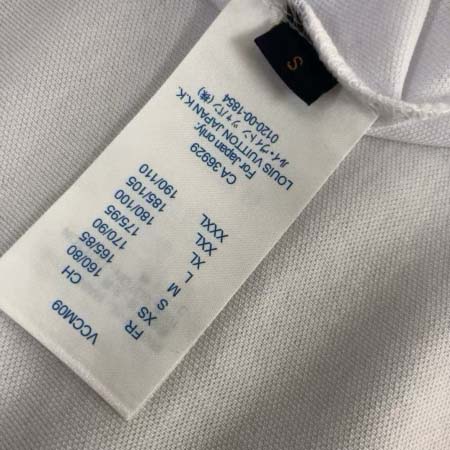 VCCM09
FR CH
XS 160/80
S 165/85
M 170/90
L 175/95
XL 180/100
XXL 185/105
XXXL 190/110
CA 36929
For Japan only:
LOUIS VUITTON JAPAN K.K.
ルイ・ヴィトン ジャパン(株)
0120-00-1854
S